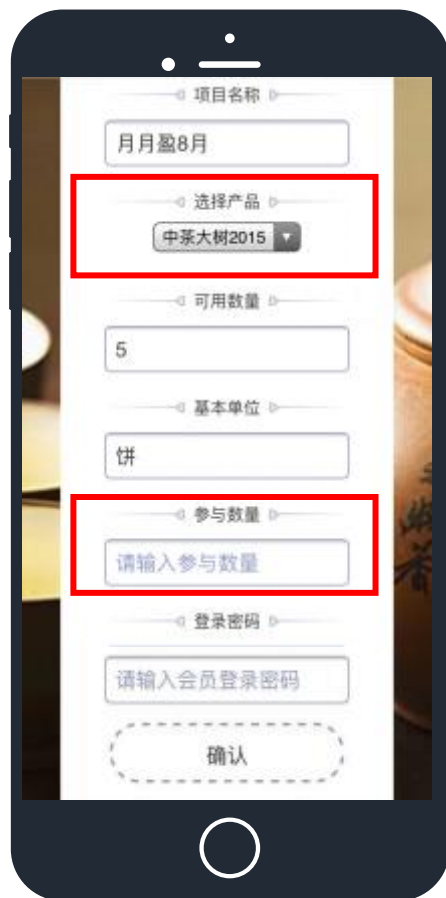 项目名称
月月盈8月
选择产品
中茶大树2015
可用数量
5
基本单位
饼
参与数量
请输入参与数量
登录密码
请输入会员登录密码
确认